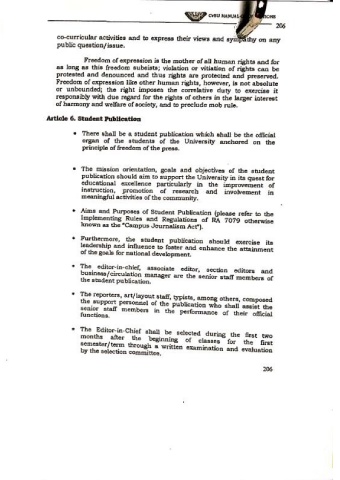 CVSU MANUAL
206
co-curricular activities and to express their views and sympathy on any
public question/issue.
Freedom of expression is the mother of all human rights and for
as long as this freedom subsists; violation or vitiation of rights can be
protested and denounced and thus rights are protected and preserved.
Freedom of expression like other human rights, however, is not absolute
or unbounded; the right imposes the correlative duty to exercise it
responsibly with due regard for the rights of others in the larger interest
of harmony and welfare of society, and to preclude mob rule.
Article 6. Student Publication
• There shall be a student publication which shall be the official
organ of the students of the University anchored on the
principle of freedom of the press.
• The mission orientation, goals and objectives of the student
publication should aim to support the University in its quest for
educational excellence particularly in the improvement of
instruction, promotion of research and involvement in
meaningful activities of the community.
• Aims and Purposes of Student Publication (please refer to the
Implementing Rules and Regulations of RA 7079 otherwise
known as the "Campus Journalism Act").
• Furthermore, the student publication should exercise its
leadership and influence to foster and enhance the attainment
of the goals for national development.
• The editor-in-chief, associate editor, section editors and
business/circulation manager are the senior staff members of
the student publication.
• The reporters, art/layout staff, typists, among others, composed
the support personnel of the publication who shall assist the
senior staff members in the performance of their official
functions.
• The Editor-in-Chief shall be selected during the first two
months after the beginning of classes for the first
semester/term through a written examination and evaluation
by the selection committee.
206